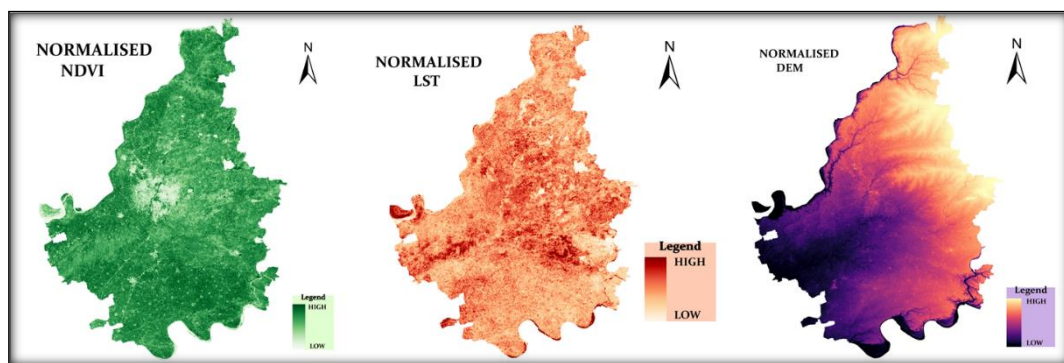 NORMALISED
NDVI
N
Legend
HIGH
LOW
NORMALISED
LST
N
Legend
HIGH
LOW
NORMALISED
DEM
N
Legend
HIGH
LOW